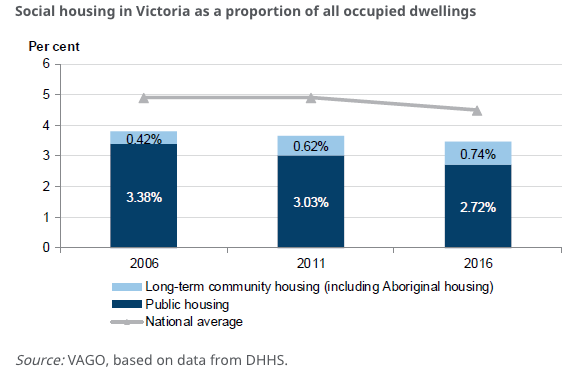 Social housing in Victoria as a proportion of all occupied dwellings
Per cent
6
5
4
3
2
1
0
0.42%
0.62%
0.74%
3.38%
3.03%
2.72%
2006
2011
2016
Long-term community housing (including Aboriginal housing)
Public housing
National average
Source: VAGO, based on data from DHHS.